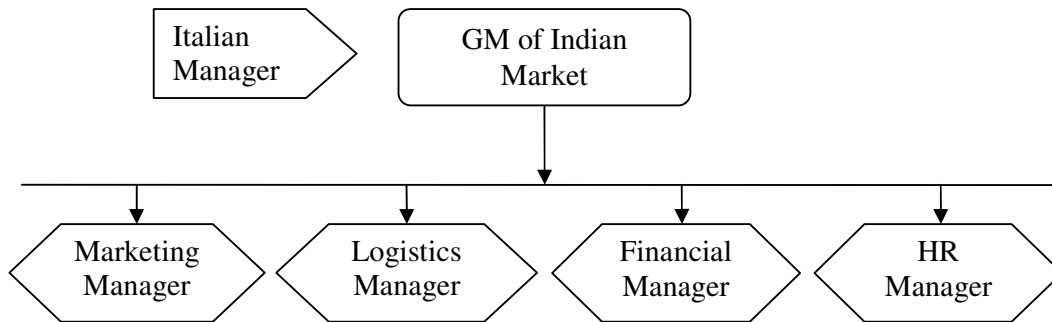 Italian
Manager
GM of Indian
Market
Marketing
Manager
Logistics
Manager
Financial
Manager
HR
Manager